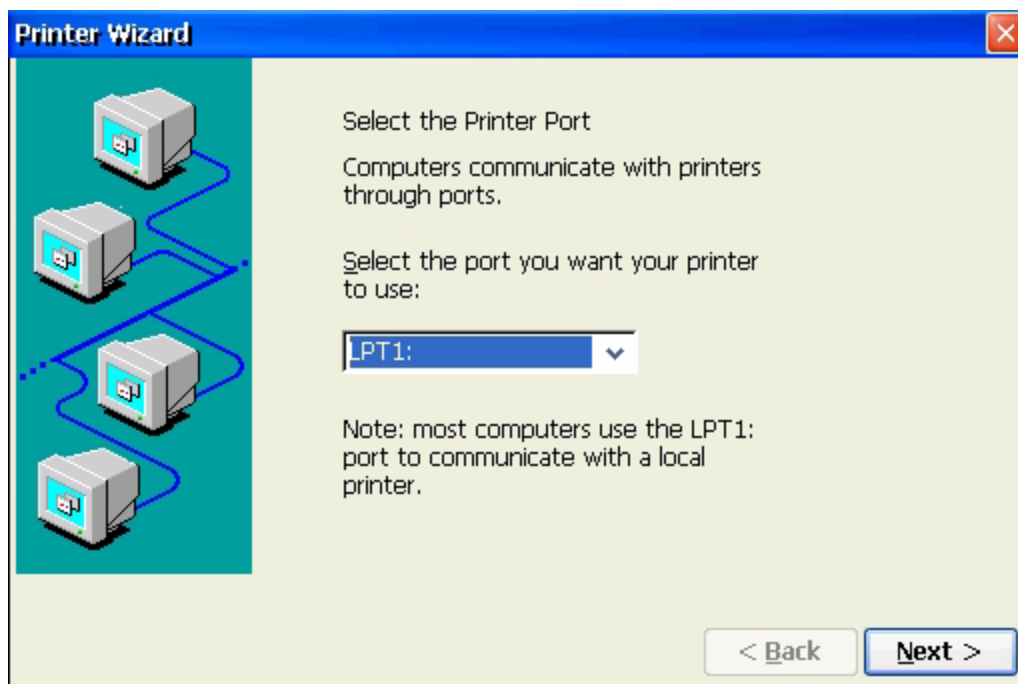 Printer Wizard
Select the Printer Port
Computers communicate with printers
through ports.
Select the port you want your printer
to use:
LPT1:
Note: most computers use the LPT1:
port to communicate with a local
printer.
< Back
Next >